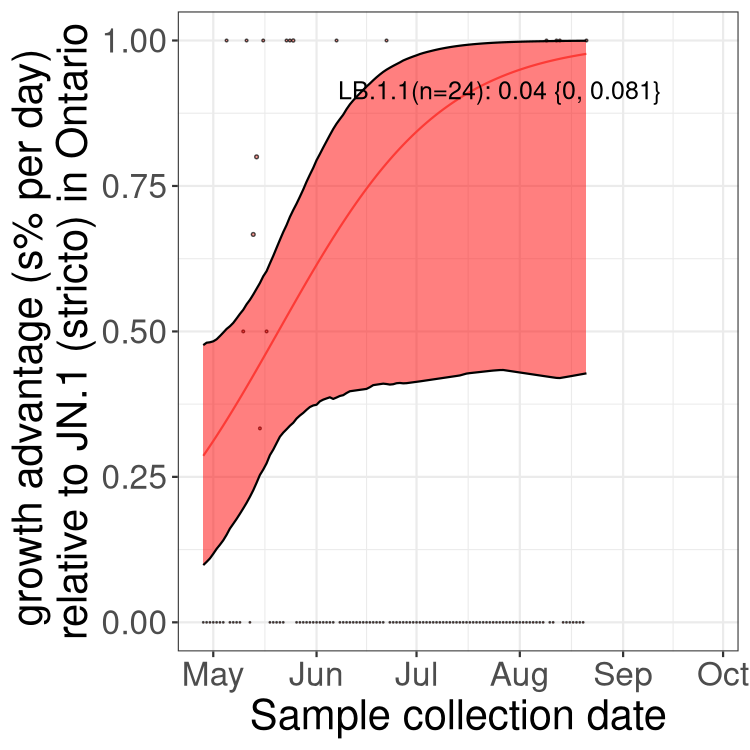 growth advantage (s% per day)
relative to JN.1 (stricto) in Ontario
1.00
0.75
0.50
0.25
0.00
LB.1.1(n=24): 0.04 {0, 0.081}
May Jun Jul Aug Sep Oct
Sample collection date